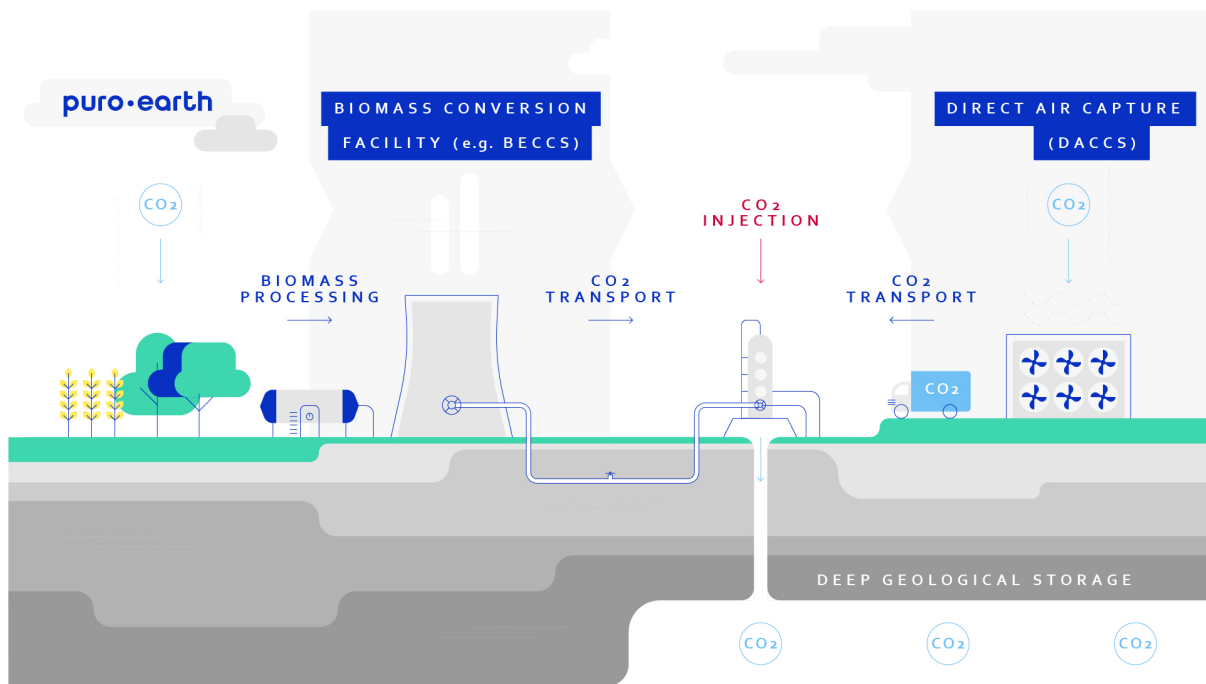 puro•earth
BIOMASS CONVERSION
FACILITY (e.g. BECCS)
DIRECT AIR CAPTURE
(DACCS)
CO2
CO2
INJECTION
CO2
BIOMASS
PROCESSING
CO2
TRANSPORT
CO2
TRANSPORT
CO2
DEEP GEOLOGICAL STORAGE
CO2
CO2
CO2